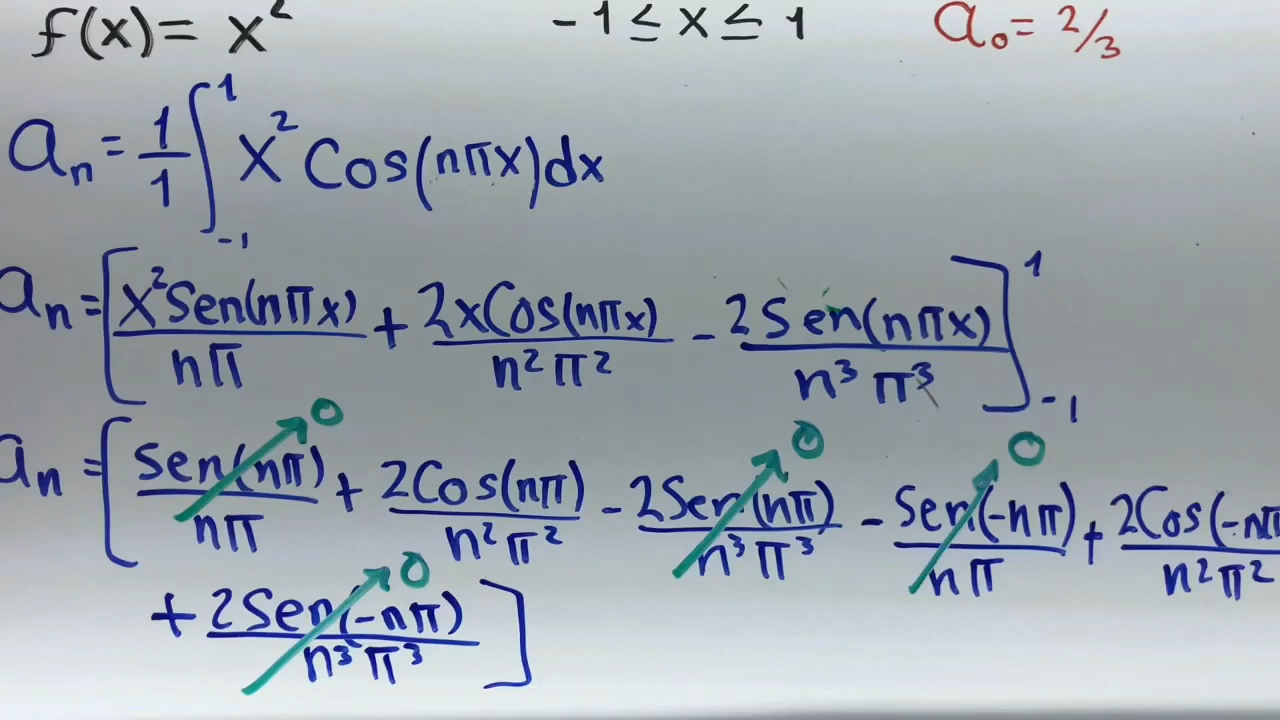 f(x) = x² -1 ≤ x ≤ 1 a₀ = 2/3
aₙ = 1/1 ∫₋₁¹ x² Cos(nπx)dx
aₙ = [x²Sen(nπx)/nπ + 2xCos(nπx)/n²π² - 2Sen(nπx)/n³π³]₋₁¹
aₙ = [Sen(nπ)/nπ 0 + 2Cos(nπ)/n²π² - 2Sen(nπ)/n³π³ 0 - Sen(-nπ)/nπ 0 + 2Cos(-nπ/n²π²
+ 2Sen(-nπ)/n³π³ 0 ]